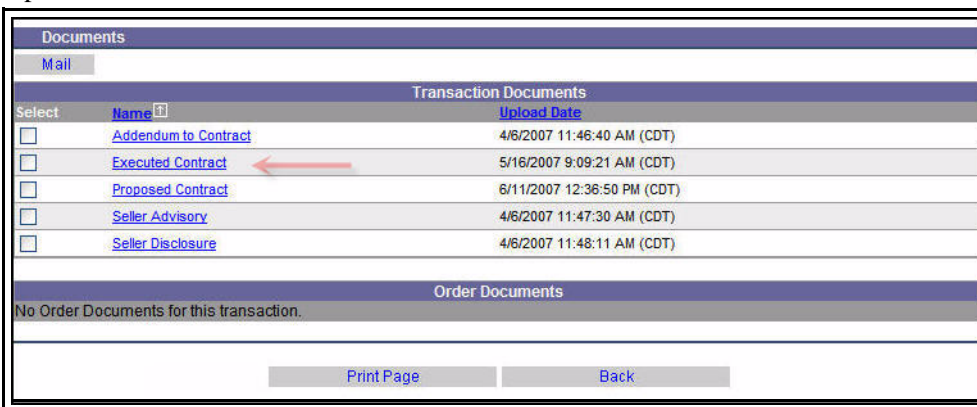 Documents
Mail
Transaction Documents
Select Name Upload Date
Addendum to Contract 4/6/2007 11:46:40 AM (CDT)
Executed Contract 5/16/2007 9:09:21 AM (CDT)
Proposed Contract 6/11/2007 12:36:50 PM (CDT)
Seller Advisory 4/6/2007 11:47:30 AM (CDT)
Seller Disclosure 4/6/2007 11:48:11 AM (CDT)
Order Documents
No Order Documents for this transaction.
Print Page Back